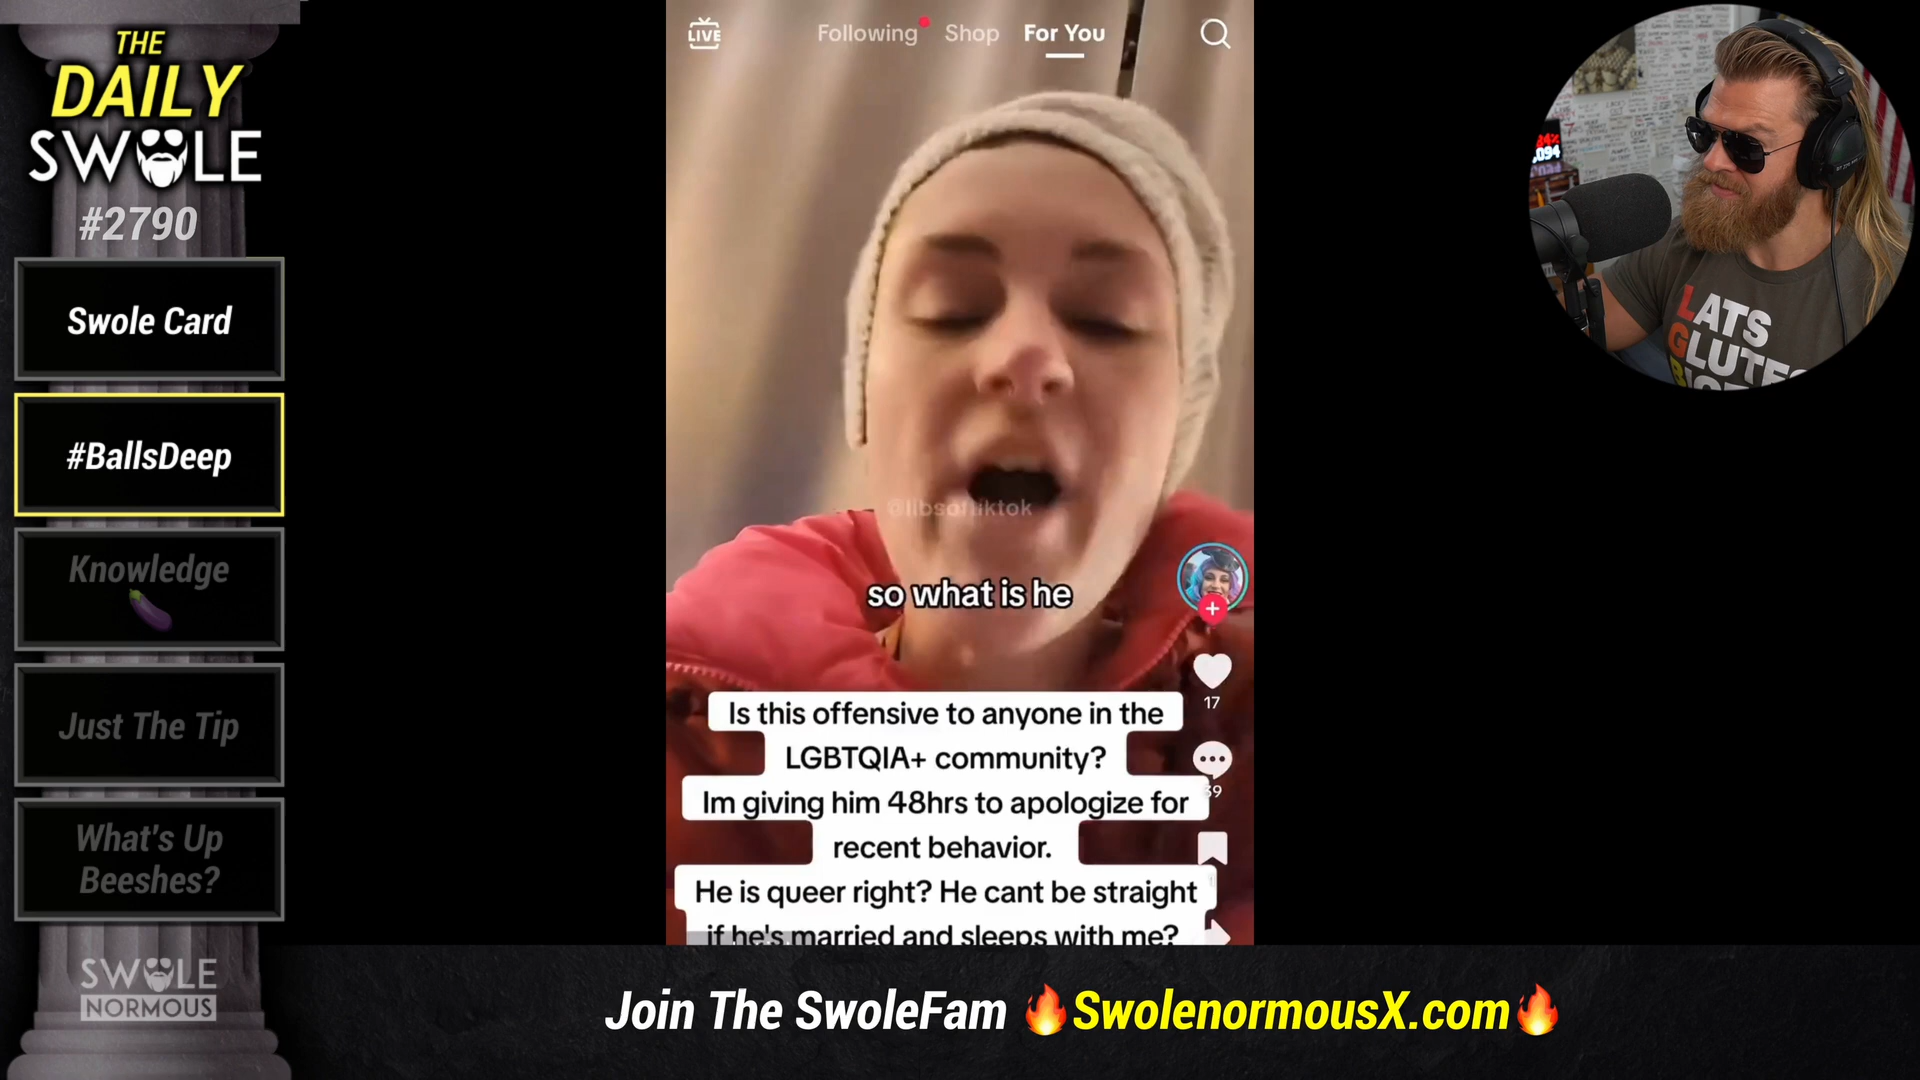 THE
DAILY
SWOLE
#2790
Swole Card
#BallsDeep
Knowledge
Just The Tip
What's Up
Beeshes?
SWOLE
NORMOUS
LIVE
Following
Shop
For You
@libsoftiktok
so what is he
17
39
Is this offensive to anyone in the
LGBTQIA+ community?
Im giving him 48hrs to apologize for
recent behavior.
He is queer right? He cant be straight
if he's married and sleeps with me?
LATS
GLUTES
Join The SwoleFam
SwolenormousX.com